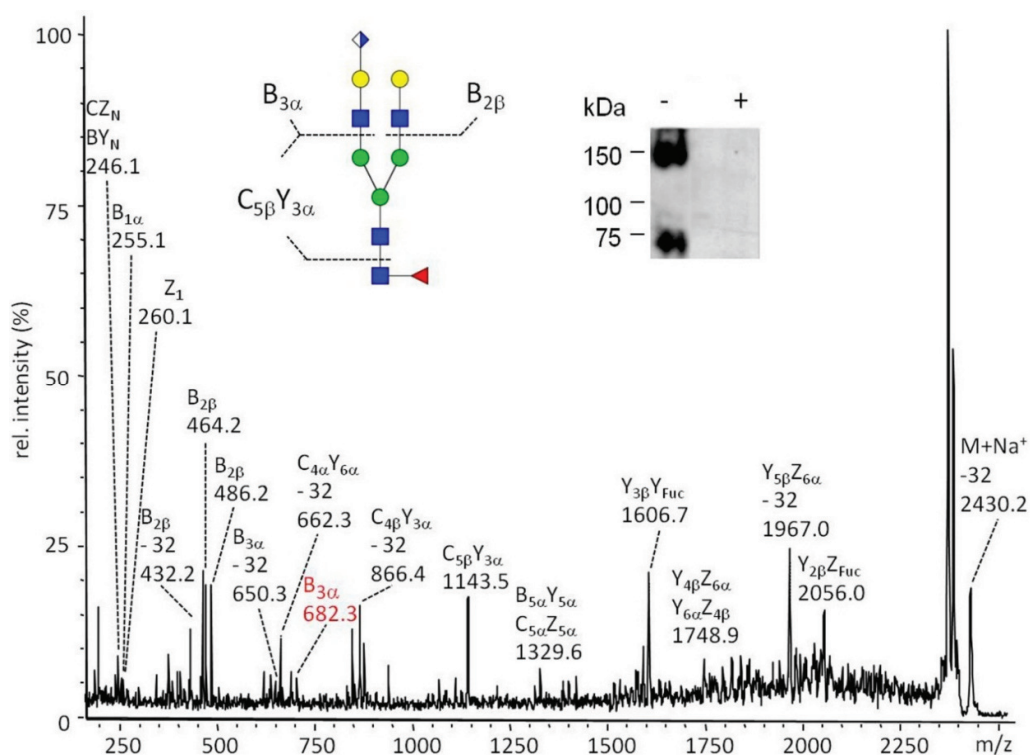 100
75
50
25
0
rel. intensity (%)
250
500
750
1000
1250
1500
1750
2000
2250
m/z
CZN
BYN
246.1
B1α
255.1
Z1
260.1
B3α
B2β
C5βY3α
kDa - +
150
100
75
B2β
- 32
432.2
B2β
464.2
B2β
486.2
B3α
- 32
650.3
C4αY6α
- 32
662.3
B3α
682.3
C4βY3α
-32
866.4
C5βY3α
1143.5
B5αY5α
C5αZ5α
1329.6
Y3βYFuc
1606.7
Y4βZ6α
Y6αZ4β
1748.9
Y5βZ6α
-32
1967.0
Y2βZFuc
2056.0
M+Na⁺
-32
2430.2